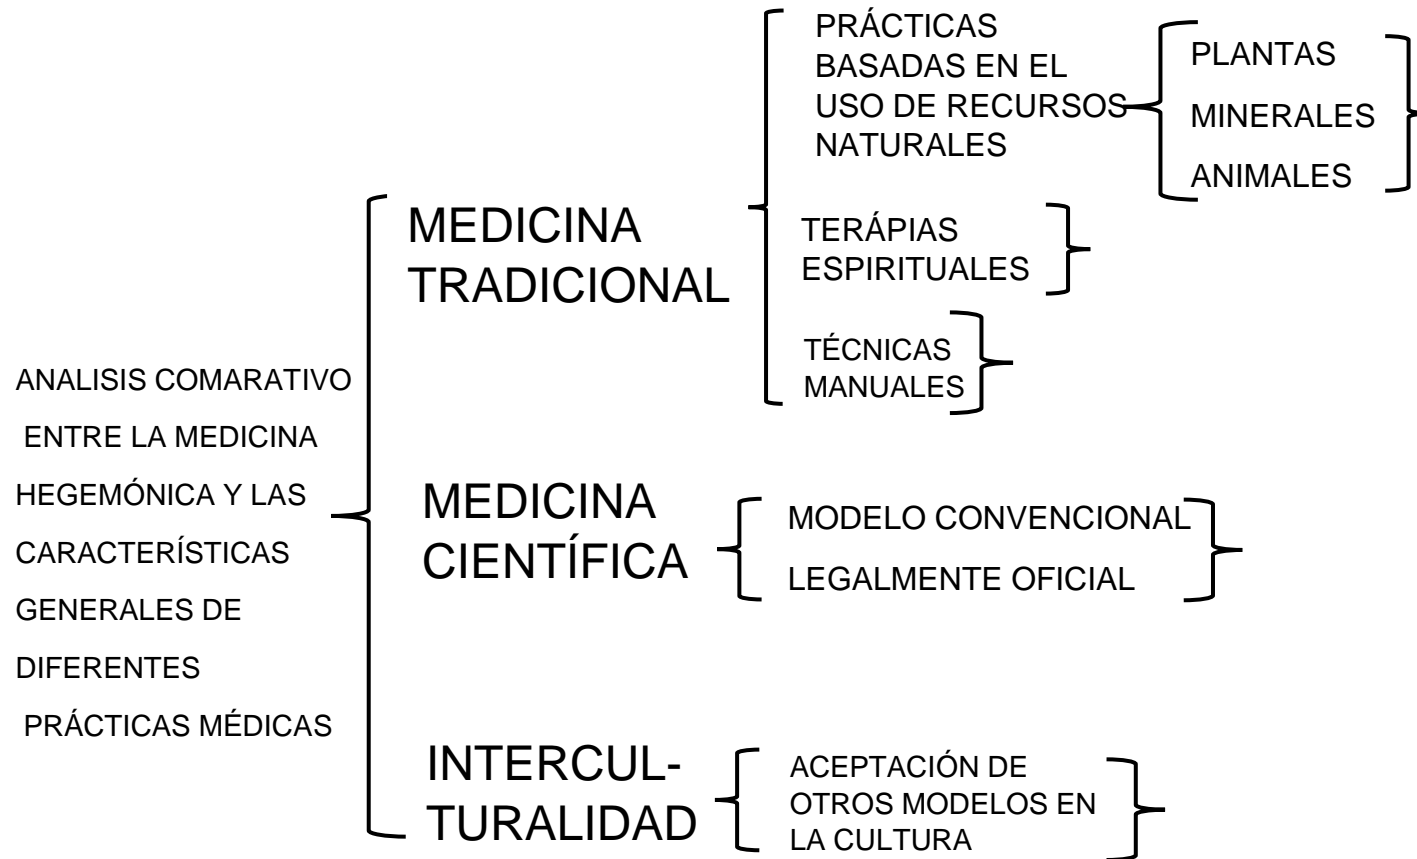 ANALISIS COMARATIVO
ENTRE LA MEDICINA
HEGEMÓNICA Y LAS
CARACTERÍSTICAS
GENERALES DE
DIFERENTES
PRÁCTICAS MÉDICAS
MEDICINA
TRADICIONAL
PRÁCTICAS
BASADAS EN EL
USO DE RECURSOS
NATURALES
PLANTAS
MINERALES
ANIMALES
TERÁPIAS
ESPIRITUALES
TÉCNICAS
MANUALES
MEDICINA
CIENTÍFICA
MODELO CONVENCIONAL
LEGALMENTE OFICIAL
INTERCUL-
TURALIDAD
ACEPTACIÓN DE
OTROS MODELOS EN
LA CULTURA